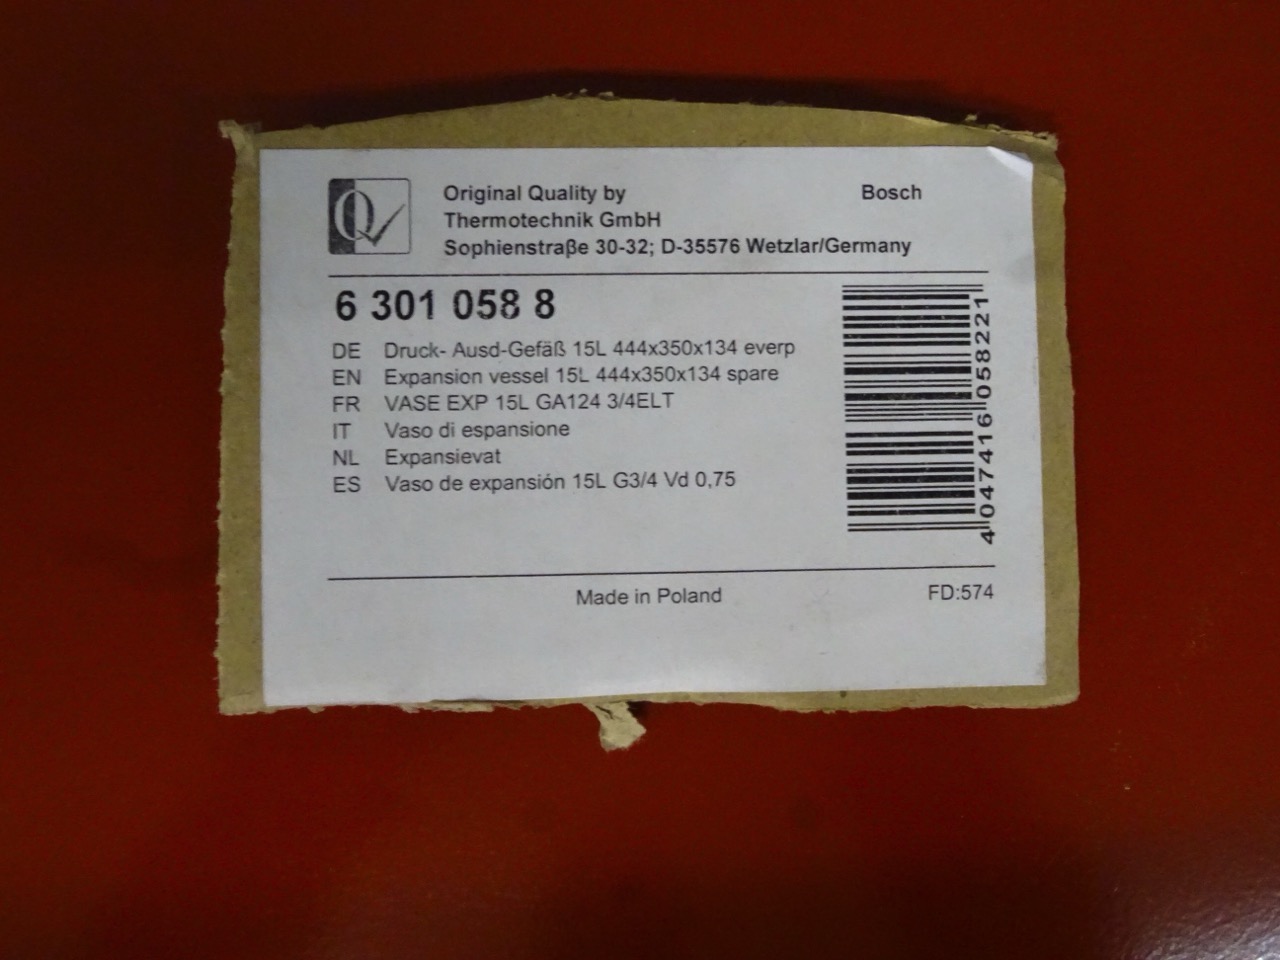 Q
Original Quality by
Bosch
Thermotechnik GmbH
Sophienstraße 30-32; D-35576 Wetzlar/Germany
6 301 058 8
DE Druck- Ausd-Gefäß 15L 444x350x134 everp
EN Expansion vessel 15L 444x350x134 spare
FR VASE EXP 15L GA124 3/4ELT
IT Vaso di espansione
NL Expansievat
ES Vaso de expansión 15L G3/4 Vd 0,75
4 047416 058221
Made in Poland
FD:574